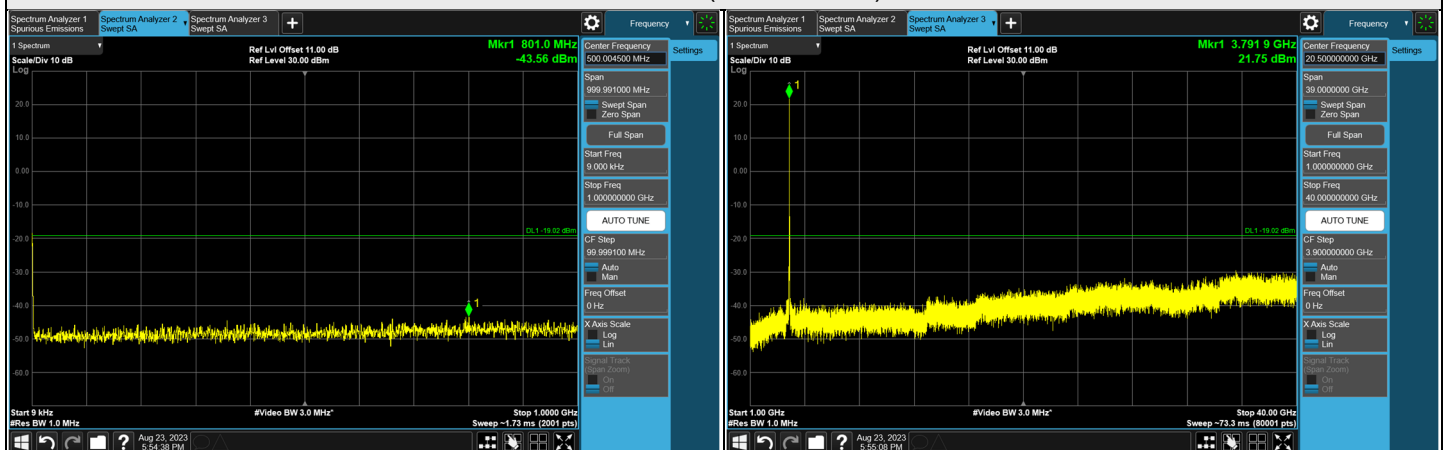 Spectrum Analyzer 1
Spurious Emissions
Spectrum Analyzer 2
Swept SA
Spectrum Analyzer 3
Swept SA
+
Frequency
1 Spectrum
Scale/Div 10 dB
Log
Ref Lvl Offset 11.00 dB
Ref Level 30.00 dBm
Mkr1 801.0 MHz
-43.56 dBm
1
20.0
10.0
0.00
-10.0
-20.0
-30.0
-40.0
-50.0
-60.0
DL1 -19.02 dBm
Start 9 kHz
#Res BW 1.0 MHz
#Video BW 3.0 MHz*
Stop 1.0000 GHz
Sweep ~1.73 ms (2001 pts)
Center Frequency
500.004500 MHz
Settings
Span
999.991000 MHz
Swept Span
Zero Span
Full Span
Start Freq
9.000 kHz
Stop Freq
1.000000000 GHz
AUTO TUNE
CF Step
99.999100 MHz
Auto
Man
Freq Offset
0 Hz
X Axis Scale
Log
Lin
Signal Track
(Span Zoom)
On
Off
?
Aug 23, 2023
5:54:38 PM
Spectrum Analyzer 1
Spurious Emissions
Spectrum Analyzer 2
Swept SA
Spectrum Analyzer 3
Swept SA
+
Frequency
1 Spectrum
Scale/Div 10 dB
Log
Ref Lvl Offset 11.00 dB
Ref Level 30.00 dBm
Mkr1 3.791 9 GHz
21.75 dBm
1
20.0
10.0
0.00
-10.0
-20.0
-30.0
-40.0
-50.0
-60.0
DL1 -19.02 dBm
Start 1.00 GHz
#Res BW 1.0 MHz
#Video BW 3.0 MHz*
Stop 40.00 GHz
Sweep ~73.3 ms (80001 pts)
Center Frequency
20.500000000 GHz
Settings
Span
39.0000000 GHz
Swept Span
Zero Span
Full Span
Start Freq
1.000000000 GHz
Stop Freq
40.000000000 GHz
AUTO TUNE
CF Step
3.900000000 GHz
Auto
Man
Freq Offset
0 Hz
X Axis Scale
Log
Lin
Signal Track
(Span Zoom)
On
Off
?
Aug 23, 2023
5:55:08 PM